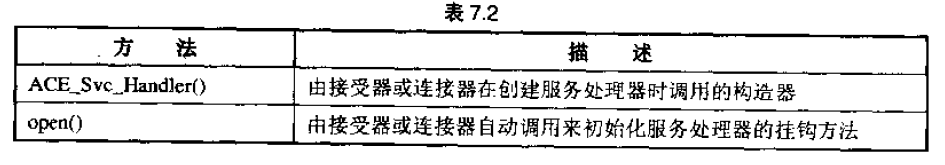 表 7.2
方 法 描 述
ACE_Svc_Handler() 由接受器或连接器在创建服务处理器时调用的构造器
open() 由接受器或连接器自动调用来初始化服务处理器的挂钩方法